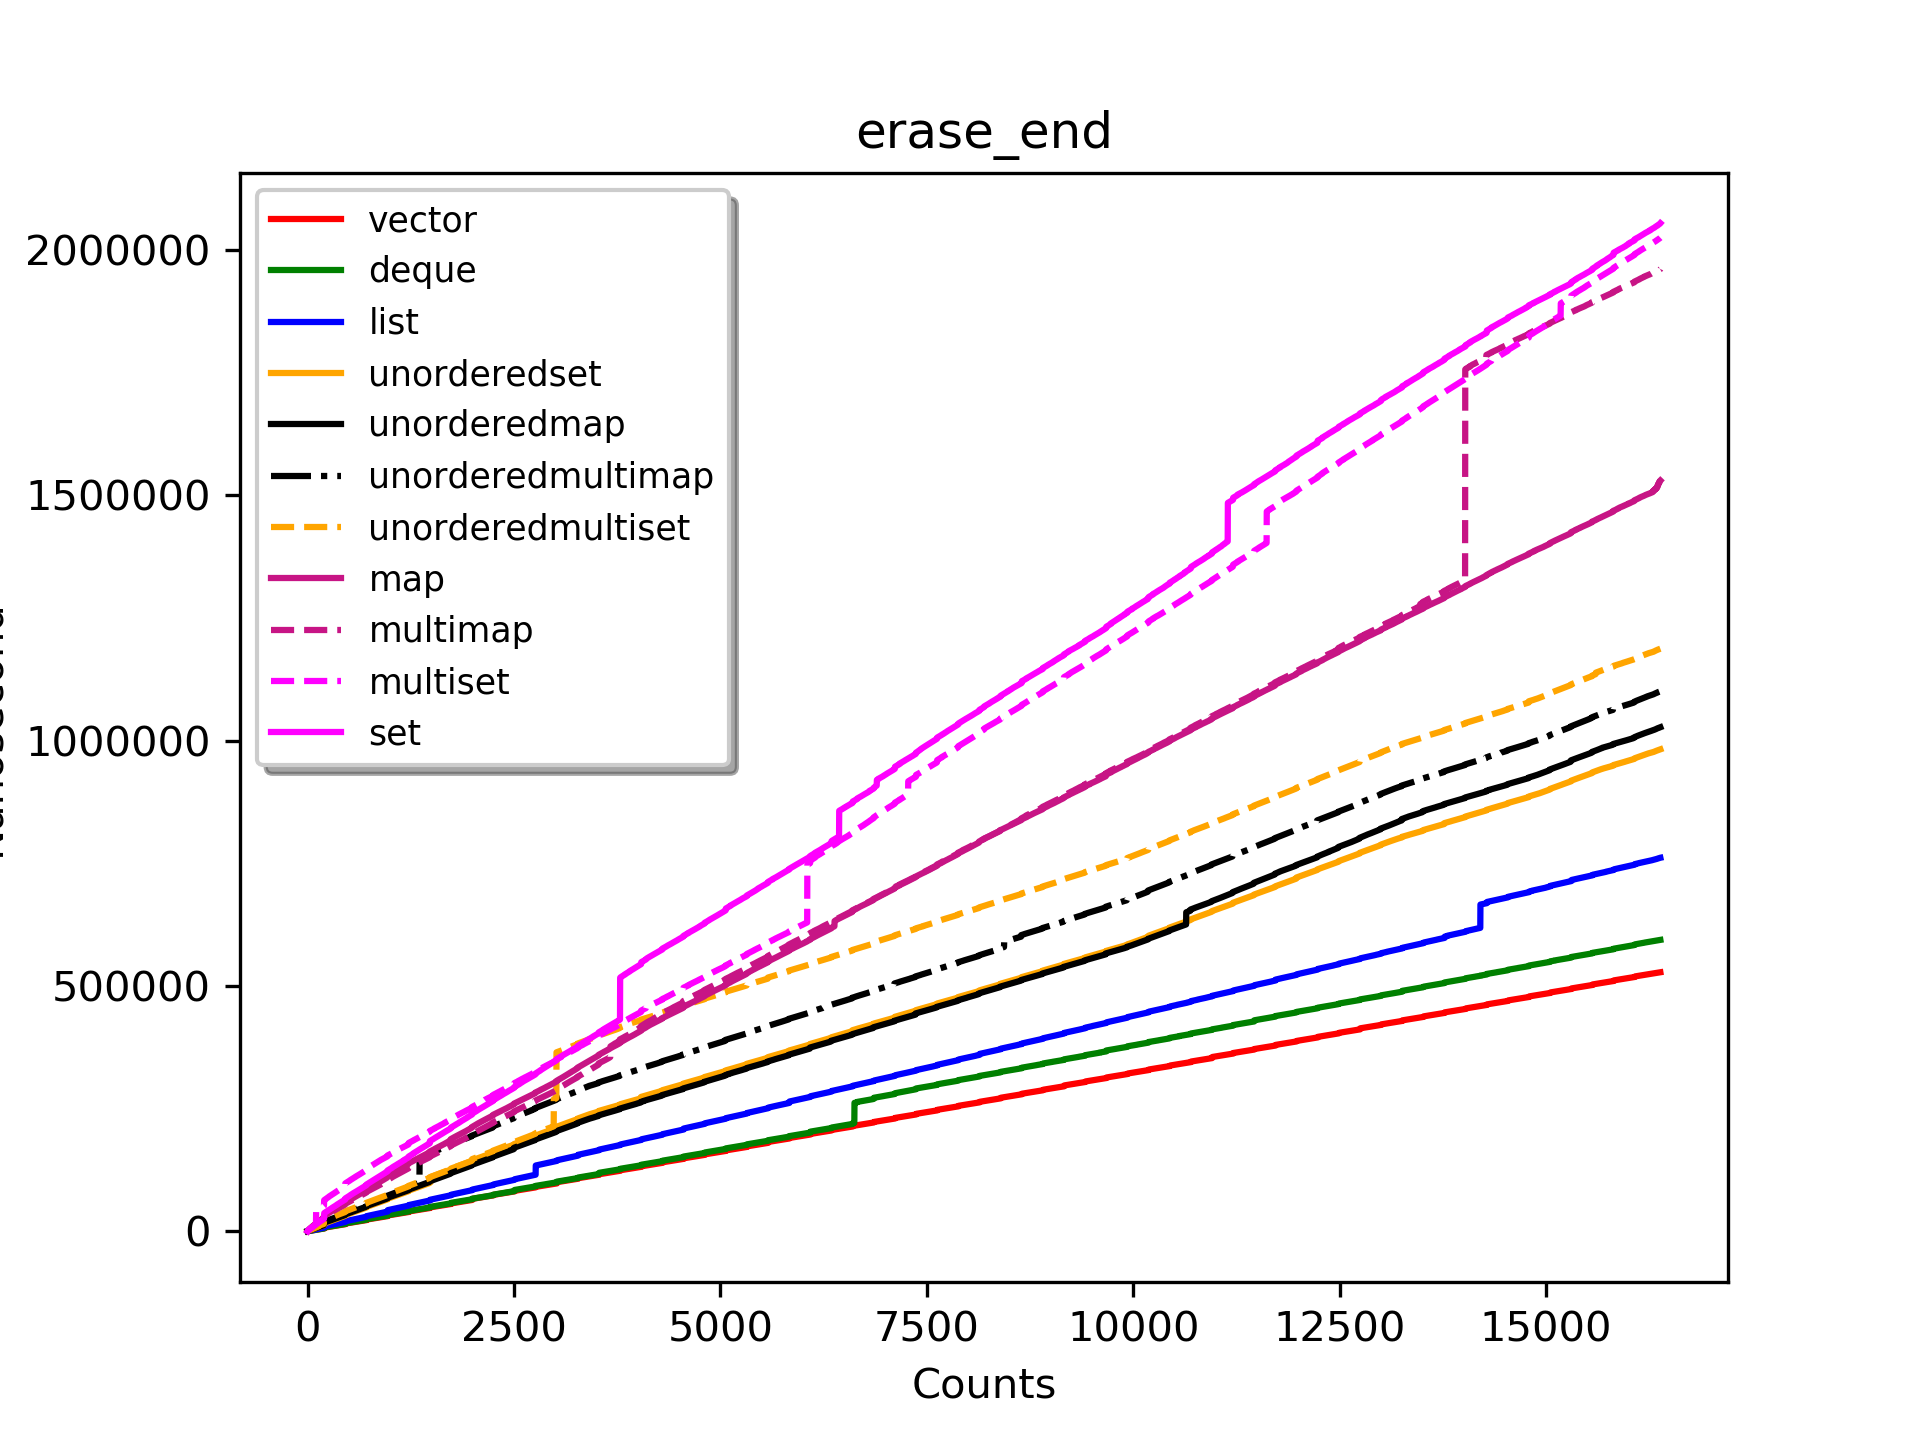 erase_end
vector
deque
list
unorderedset
unorderedmap
unorderedmultimap
unorderedmultiset
map
multimap
multiset
set
2000000
1500000
1000000
500000
0
0 2500 5000 7500 10000 12500 15000
Counts